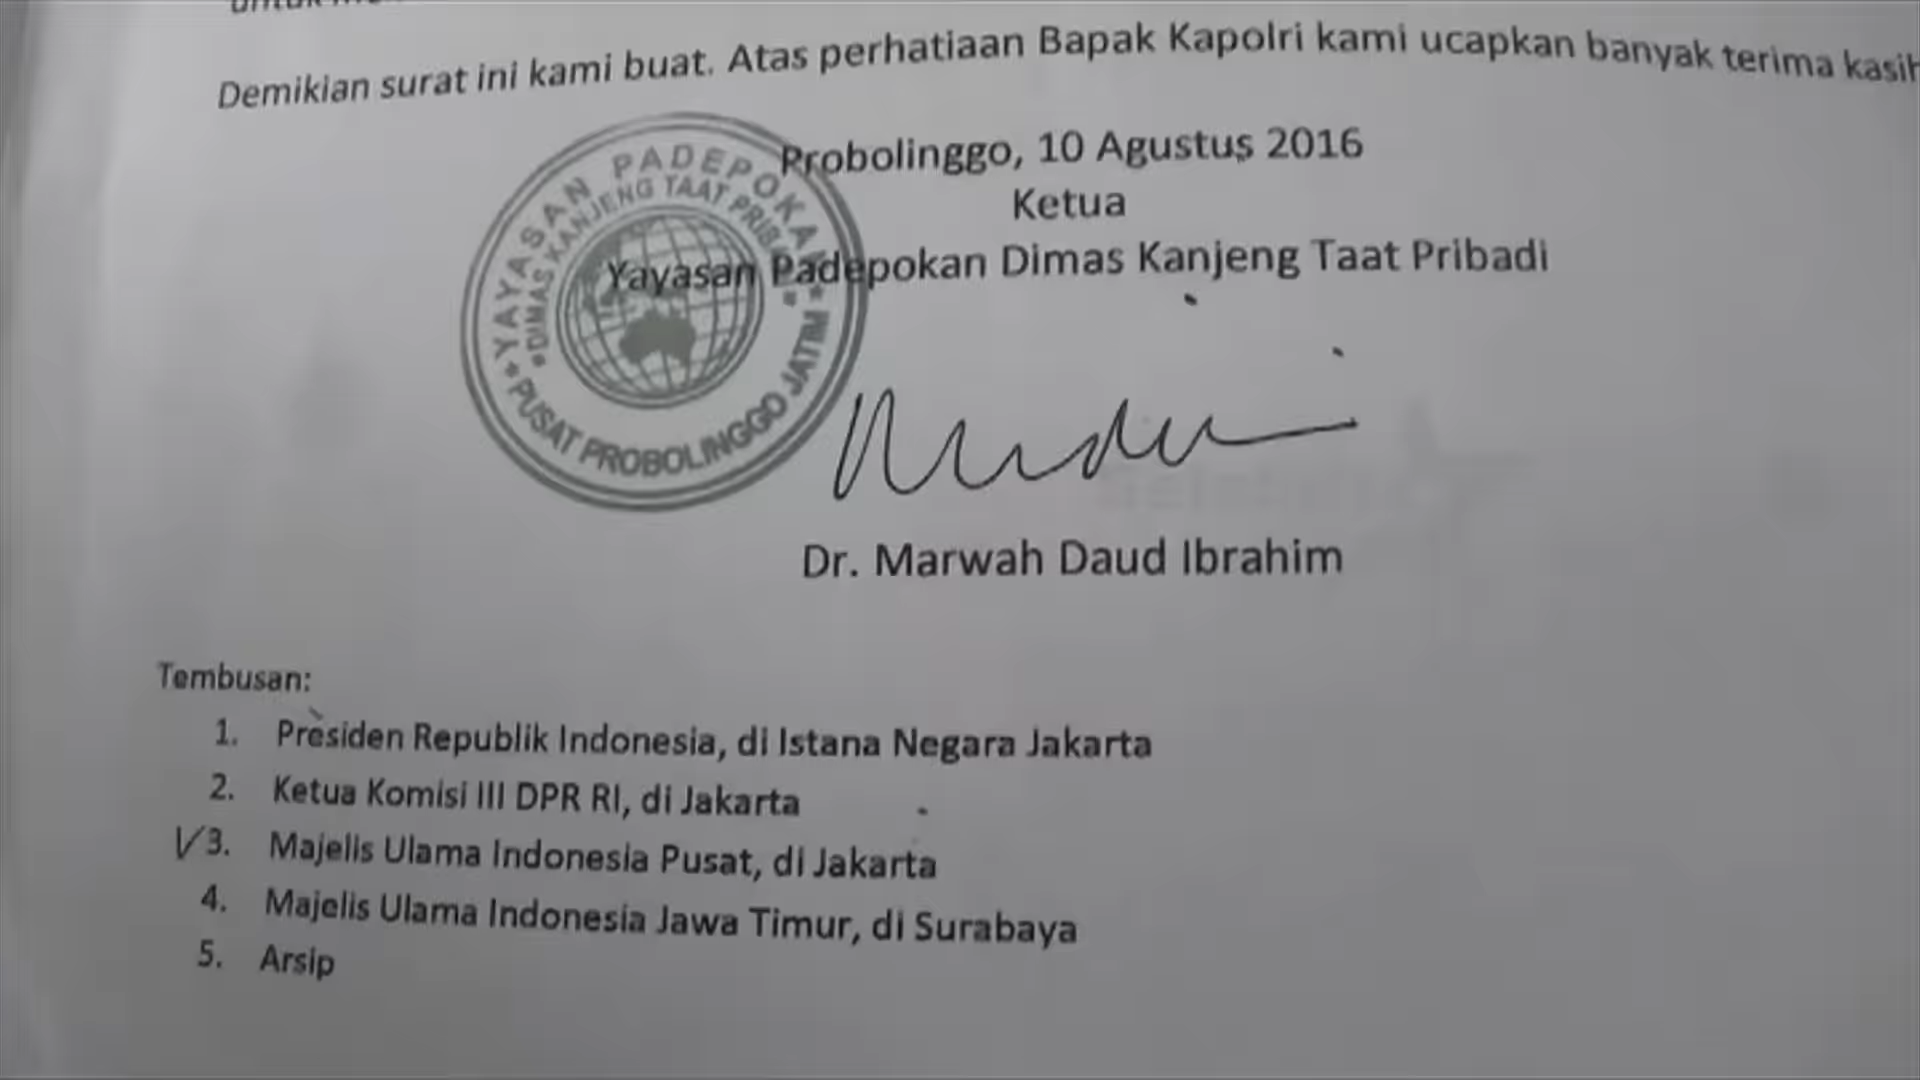 Demikian surat ini kami buat. Atas perhatiaan Bapak Kapolri kami ucapkan banyak terima kasih
Probolinggo, 10 Agustus 2016
Ketua
Yayasan Padepokan Dimas Kanjeng Taat Pribadi
YAYASAN PADEPOKAN
DIMAS KANJENG TAAT PRIBADI
PUSAT PROBOLINGGO JATIM
Dr. Marwah Daud Ibrahim
Tembusan:
1. Presiden Republik Indonesia, di Istana Negara Jakarta
2. Ketua Komisi III DPR RI, di Jakarta
3. Majelis Ulama Indonesia Pusat, di Jakarta
4. Majelis Ulama Indonesia Jawa Timur, di Surabaya
5. Arsip